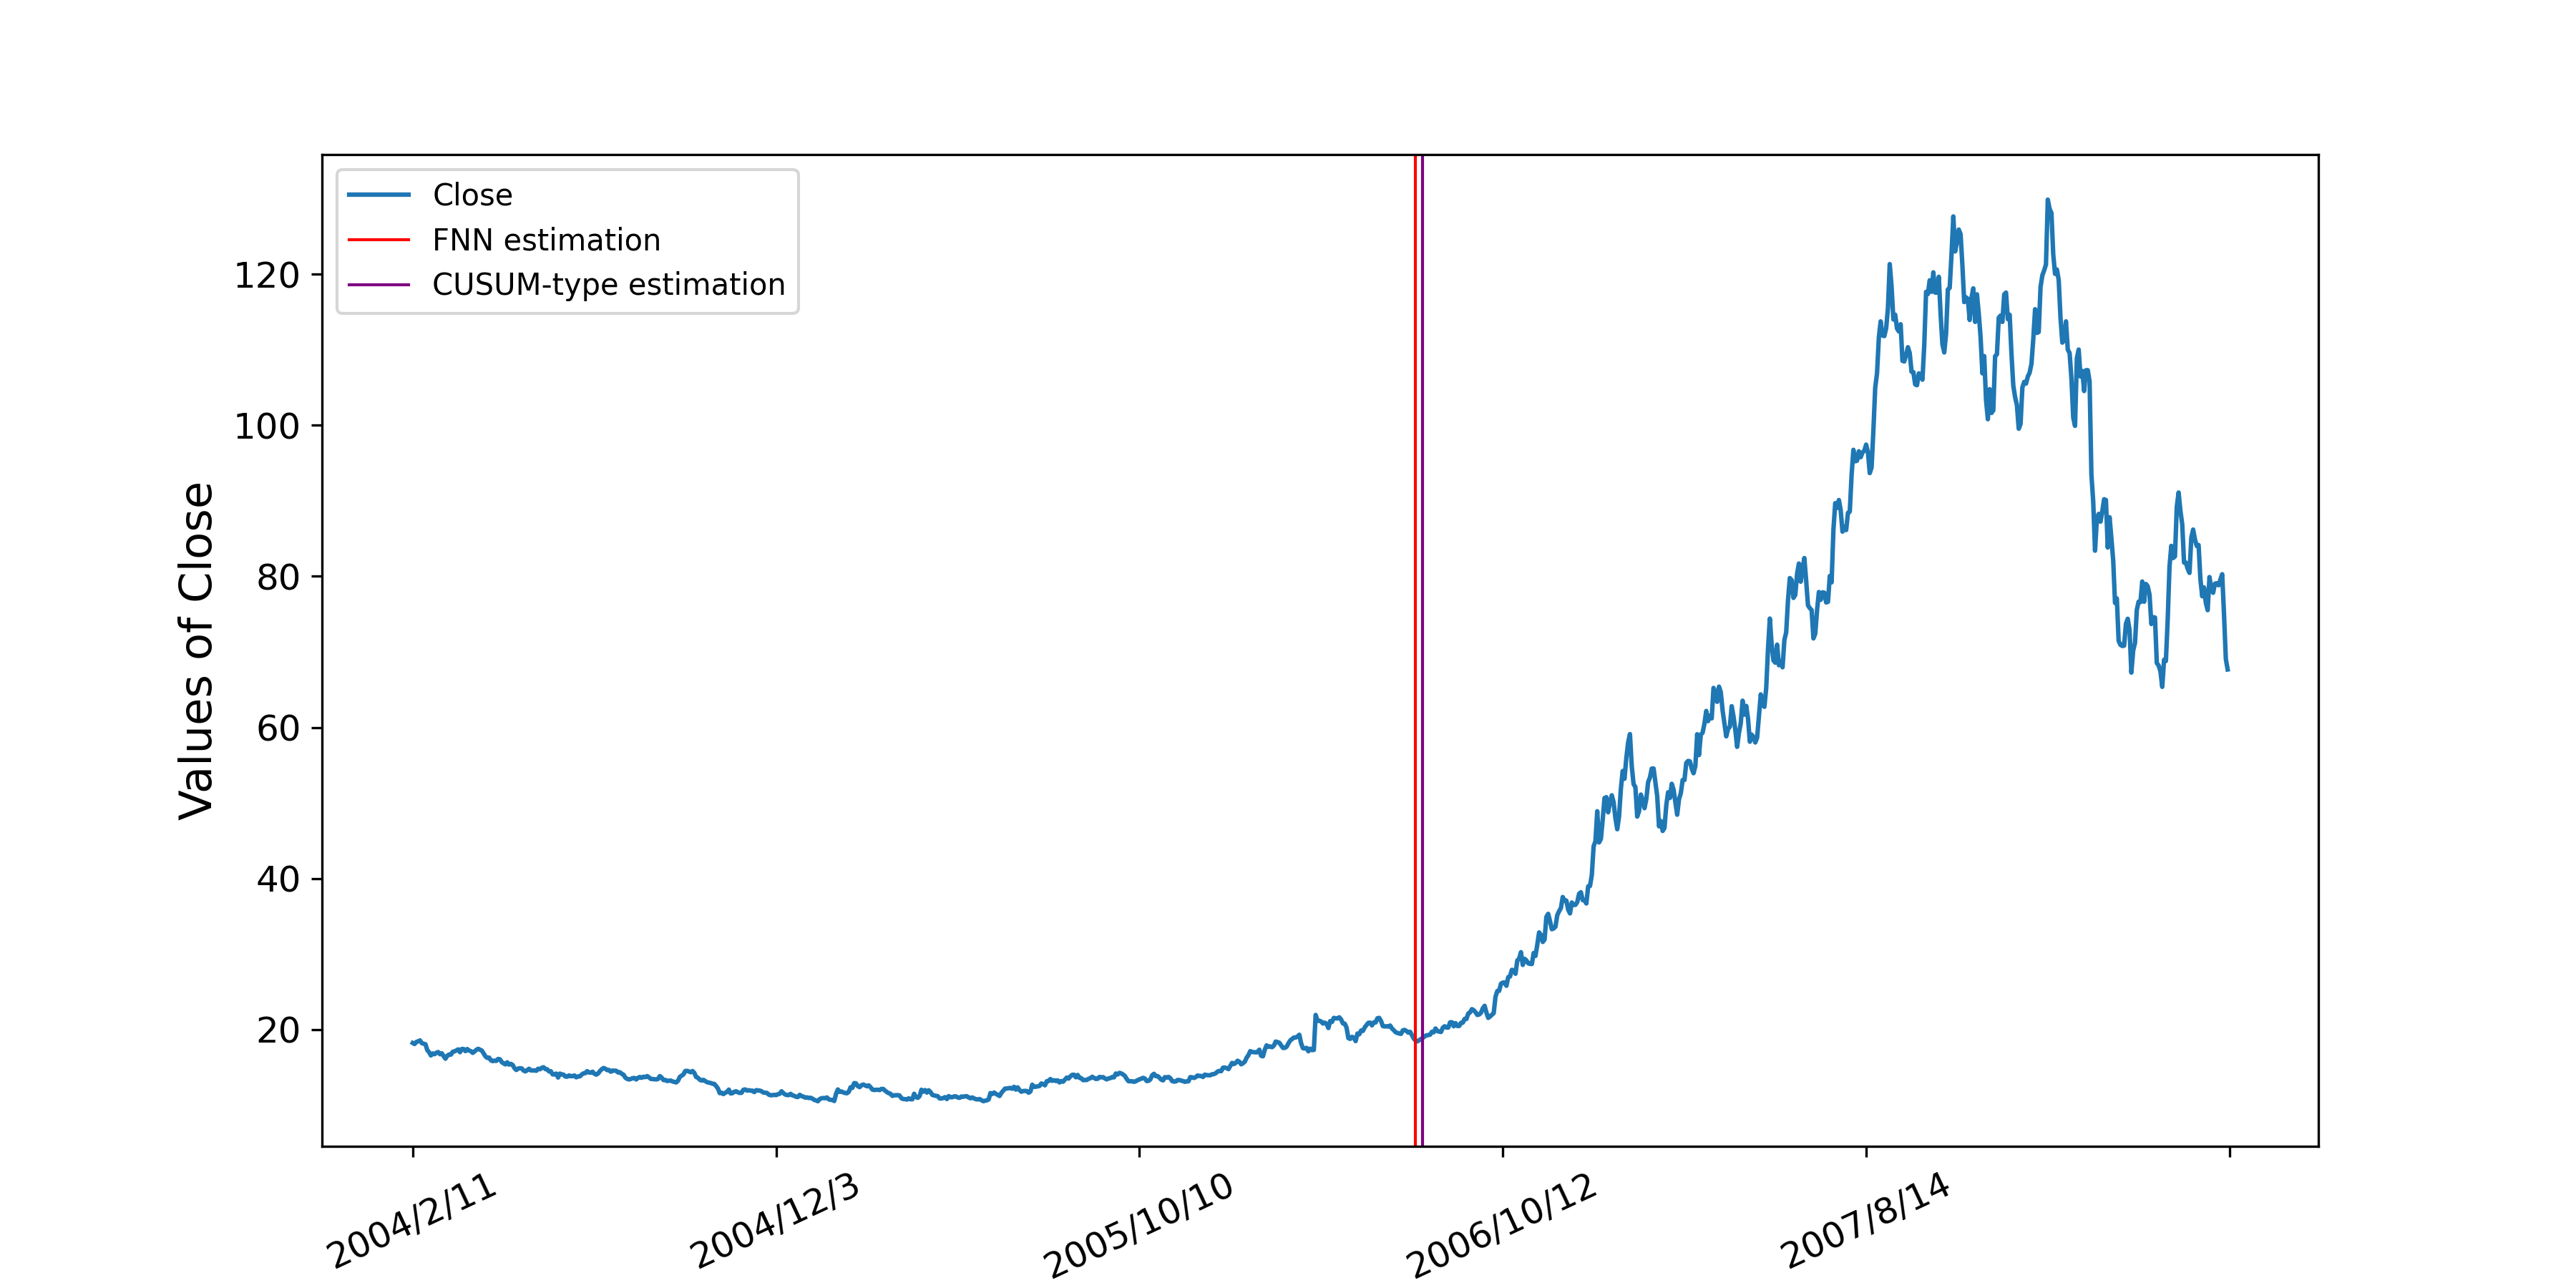 Close
FNN estimation
CUSUM-type estimation
120
100
80
60
40
20
Values of Close
2004/2/11
2004/12/3
2005/10/10
2006/10/12
2007/8/14